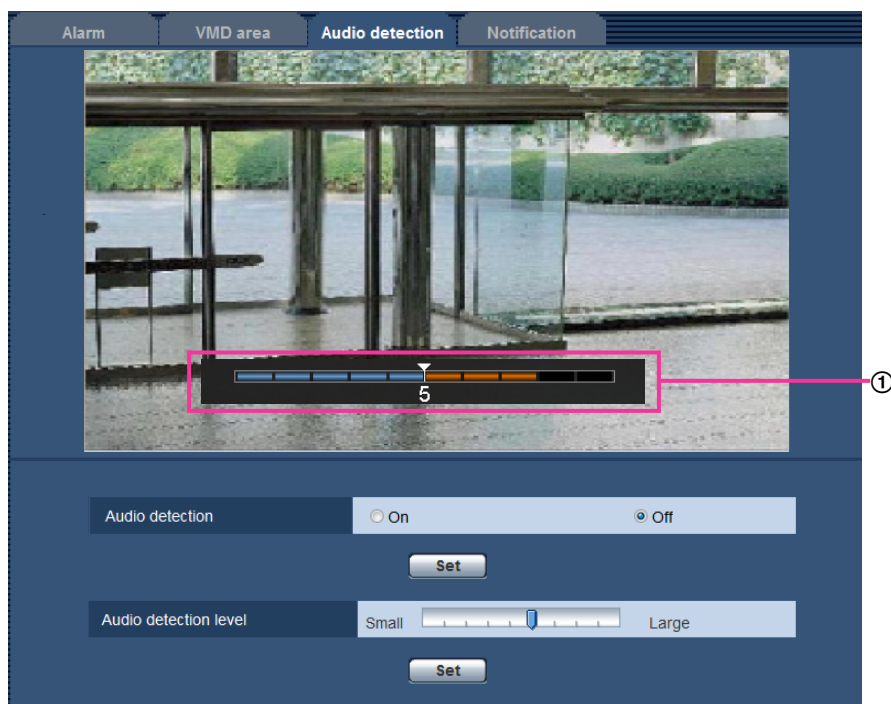 Alarm VMD area Audio detection Notification
5
①
Audio detection On Off
Set
Audio detection level Small Large
Set